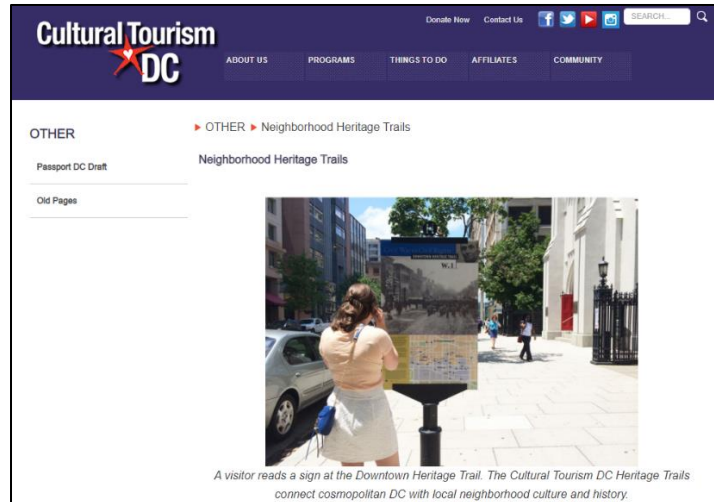 Cultural Tourism
DC
Donate Now Contact Us
SEARCH...
ABOUT US PROGRAMS THINGS TO DO AFFILIATES COMMUNITY
OTHER
Passport DC Draft
Old Pages
OTHER Neighborhood Heritage Trails
Neighborhood Heritage Trails
DOWNTOWN HERITAGE TRAIL
W.1
A visitor reads a sign at the Downtown Heritage Trail. The Cultural Tourism DC Heritage Trails
connect cosmopolitan DC with local neighborhood culture and history.